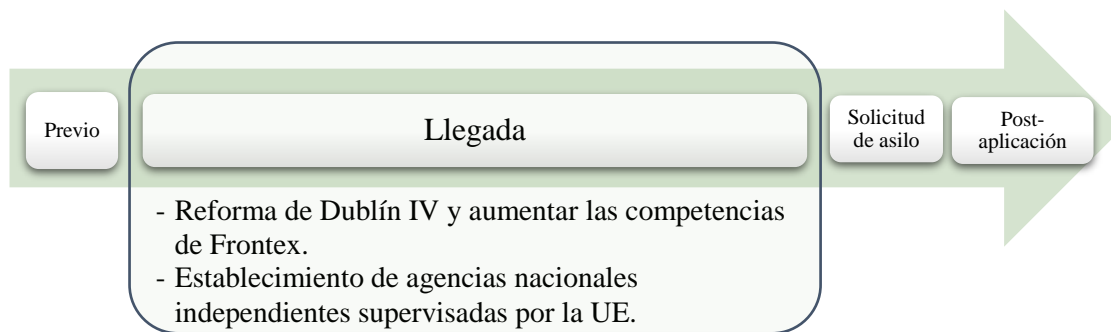 Previo
Llegada
Solicitud
de asilo
Post-
aplicación
- Reforma de Dublín IV y aumentar las competencias
de Frontex.
- Establecimiento de agencias nacionales
independientes supervisadas por la UE.